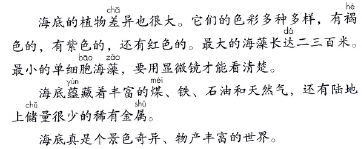 chā
海底的植物差异也很大。它们的色彩多种多样，有褐
hè
色的，有紫色的，还有红色的。最大的海藻长达二三百米。
dá
bāo zǎo
最小的单细胞海藻，要用显微镜才能看清楚。
yùn méi
海底蕴藏着丰富的煤、铁、石油和天然气，还有陆地
chǔ shǔ
上储量很少的稀有金属。
海底真是个景色奇异、物产丰富的世界。